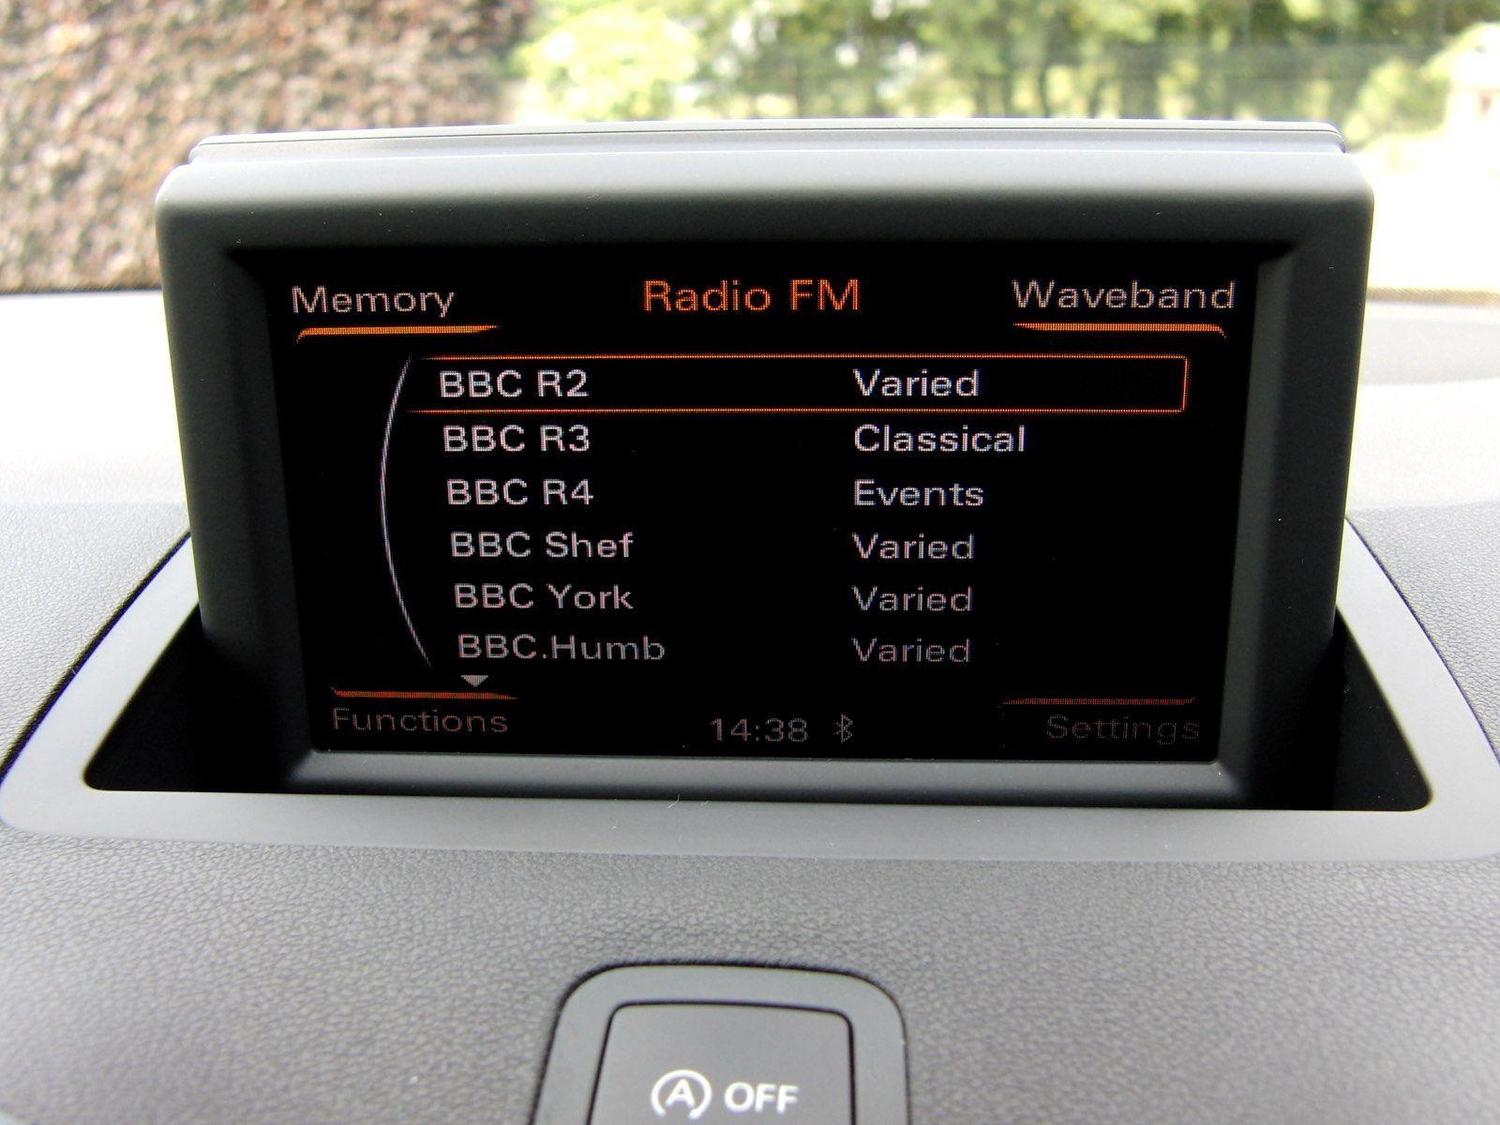 Memory Radio FM Waveband
BBC R2 Varied
BBC R3 Classical
BBC R4 Events
BBC Shef Varied
BBC York Varied
BBC.Humb Varied
Functions 14:38 Settings
A OFF